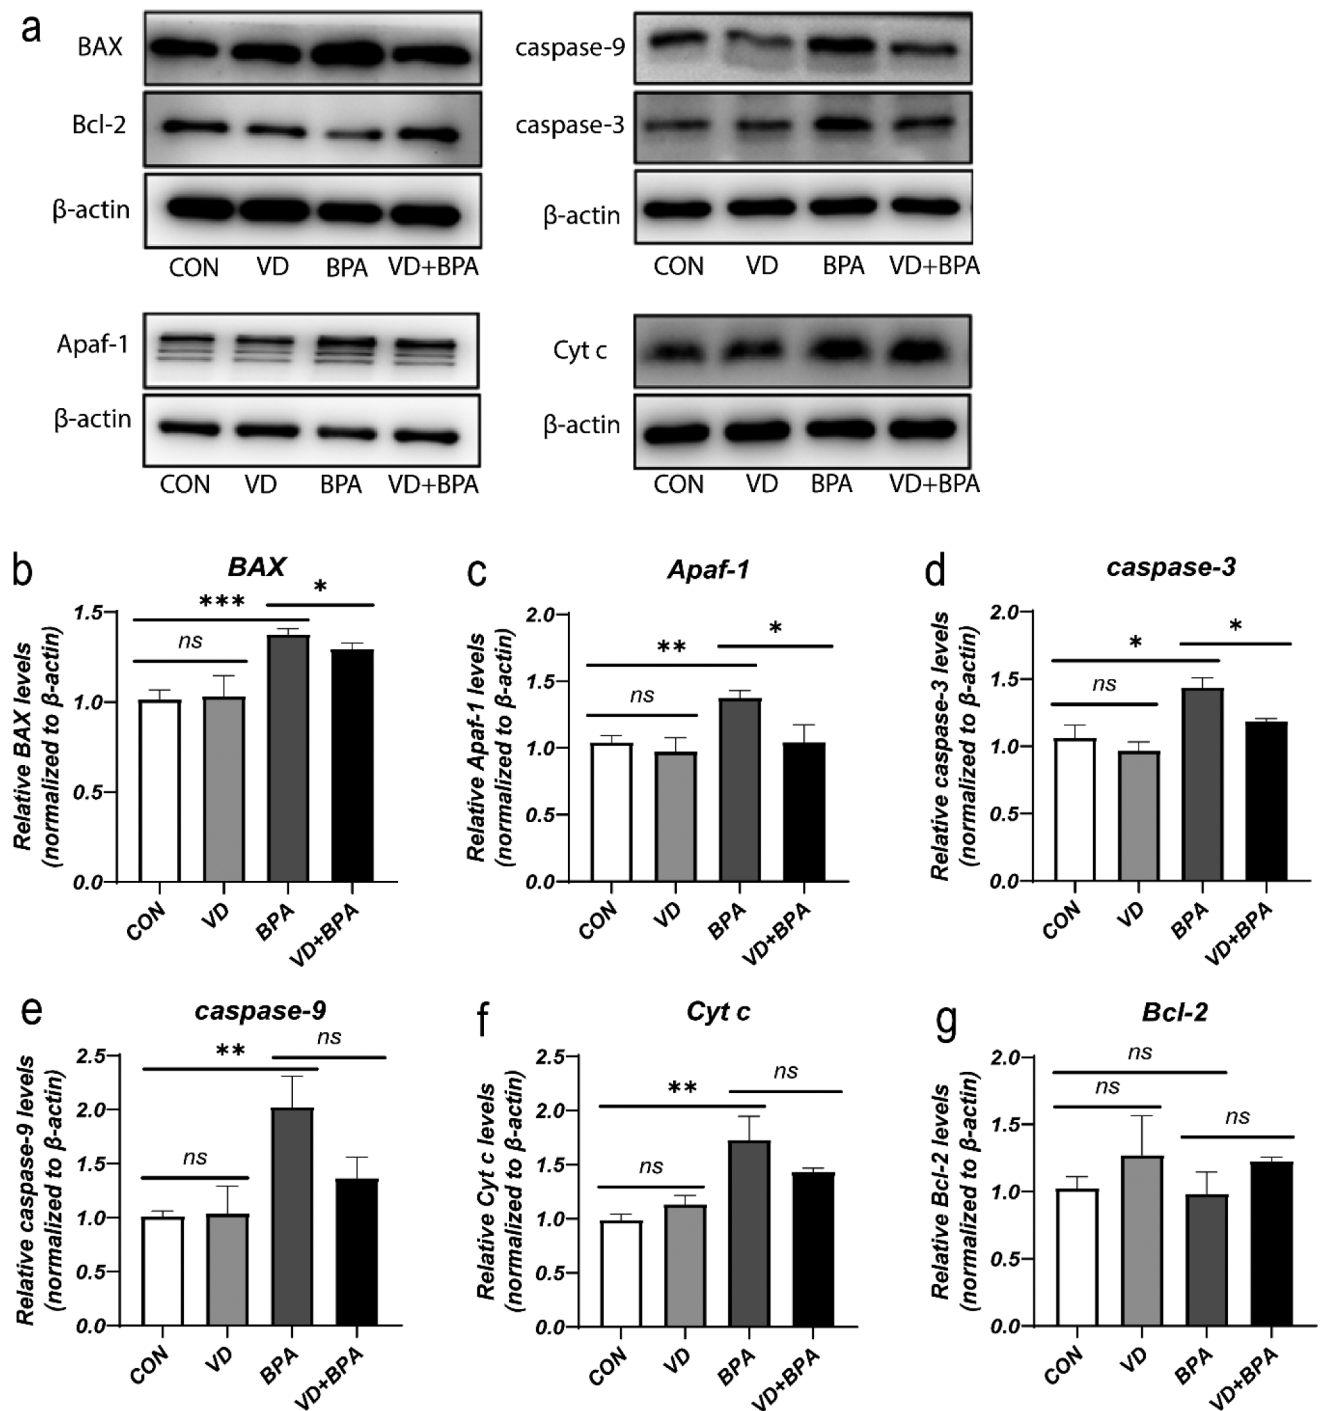 a
BAX
Bcl-2
β-actin
CON VD BPA VD+BPA
caspase-9
caspase-3
β-actin
CON VD BPA VD+BPA
Apaf-1
β-actin
CON VD BPA VD+BPA
Cyt c
β-actin
CON VD BPA VD+BPA
b
BAX
Relative BAX levels
(normalized to β-actin)
1.5
1.0
0.5
0.0
***
*
ns
CON VD BPA VD+BPA
c
Apaf-1
Relative Apaf-1 levels
(normalized to β-actin)
2.0
1.5
1.0
0.5
0.0
**
*
ns
CON VD BPA VD+BPA
d
caspase-3
Relative caspase-3 levels
(normalized to β-actin)
2.0
1.5
1.0
0.5
0.0
*
*
ns
CON VD BPA VD+BPA
e
caspase-9
Relative caspase-9 levels
(normalized to β-actin)
2.5
2.0
1.5
1.0
0.5
0.0
**
ns
ns
CON VD BPA VD+BPA
f
Cyt c
Relative Cyt c levels
(normalized to β-actin)
2.5
2.0
1.5
1.0
0.5
0.0
**
ns
ns
CON VD BPA VD+BPA
g
Bcl-2
Relative Bcl-2 levels
(normalized to β-actin)
2.0
1.5
1.0
0.5
0.0
ns
ns
ns
CON VD BPA VD+BPA